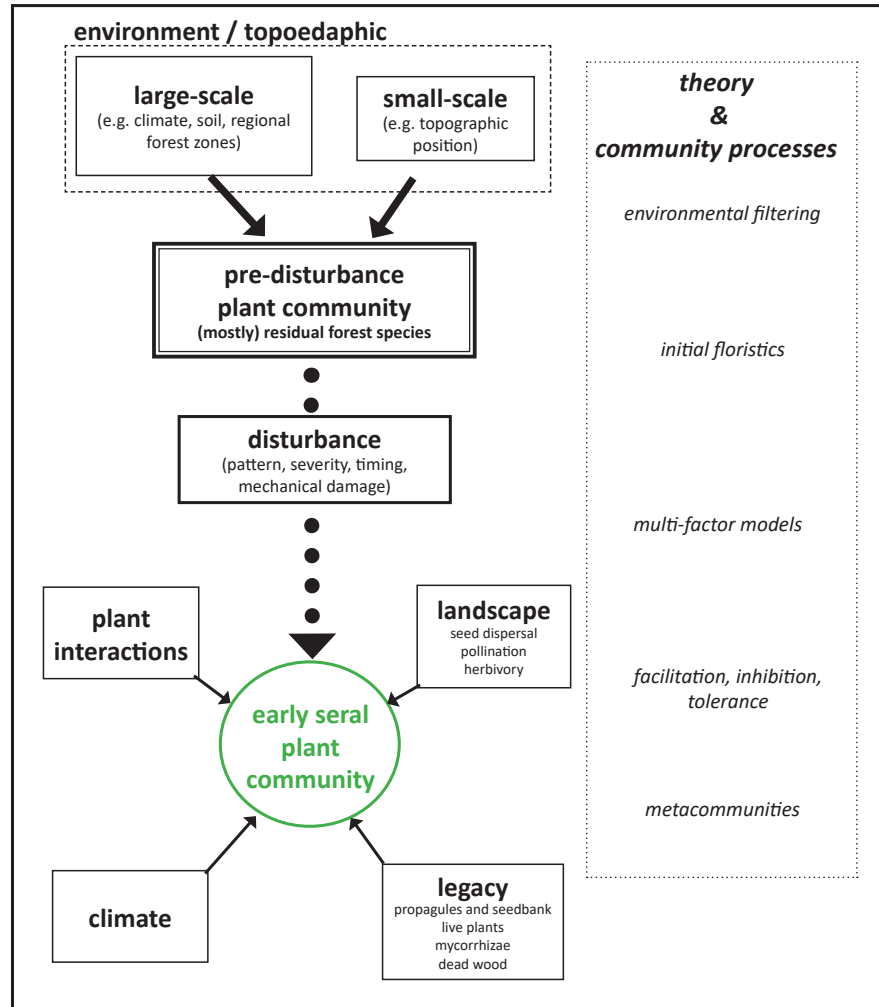 environment / topoedaphic
large-scale
(e.g. climate, soil, regional
forest zones)
small-scale
(e.g. topographic
position)
theory
&
community processes
environmental filtering
pre-disturbance
plant community
(mostly) residual forest species
initial floristics
disturbance
(pattern, severity, timing,
mechanical damage)
multi-factor models
plant
interactions
landscape
seed dispersal
pollination
herbivory
facilitation, inhibition,
tolerance
early seral
plant
community
metacommunities
climate
legacy
propagules and seedbank
live plants
mycorrhizae
dead wood